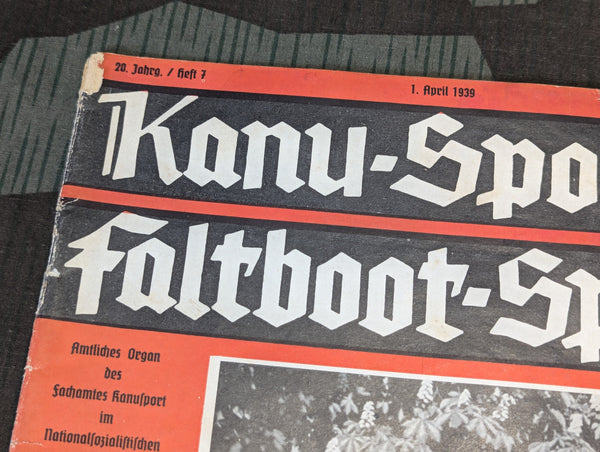 20. Jahrg. / Heft 7
1. April 1939
Kanu-Spo
Faltboot-Sp
Amtliches Organ
des
Fachamtes Kanusport
im
Nationalsozialistischen